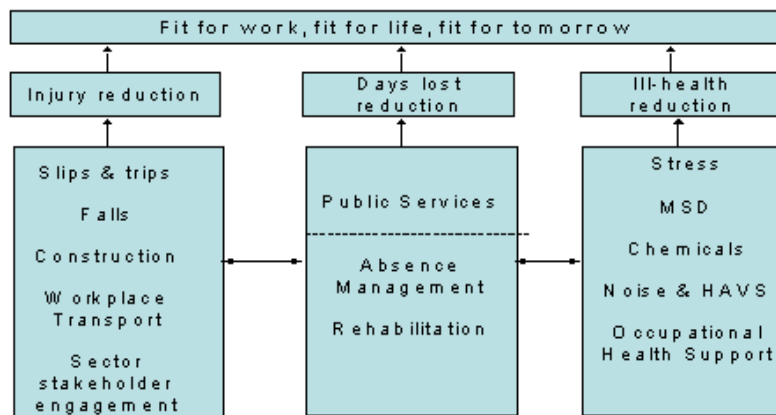 Fit for work, fit for life, fit for tomorrow
Injury reduction
Days lost
reduction
Ill-health
reduction
Slips & trips
Falls
Construction
Workplace
Transport
Sector
stakeholder
engagement
Public Services
Absence
Management
Rehabilitation
Stress
MSD
Chemicals
Noise & HAVS
Occupational
Health Support